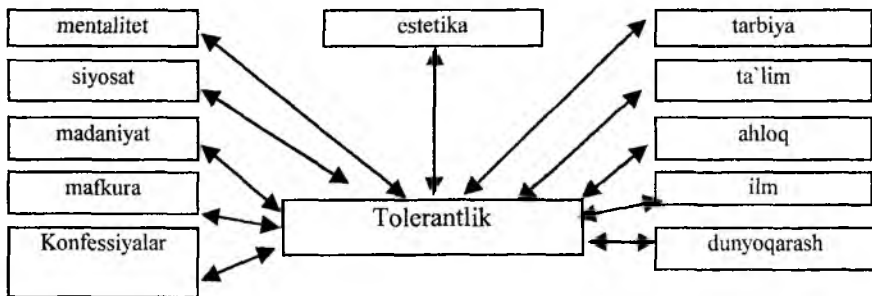 mentalitet
estetika
tarbiya
siyosat
ta`lim
madaniyat
ahloq
mafkura
ilm
Tolerantlik
Konfessiyalar
dunyoqarash